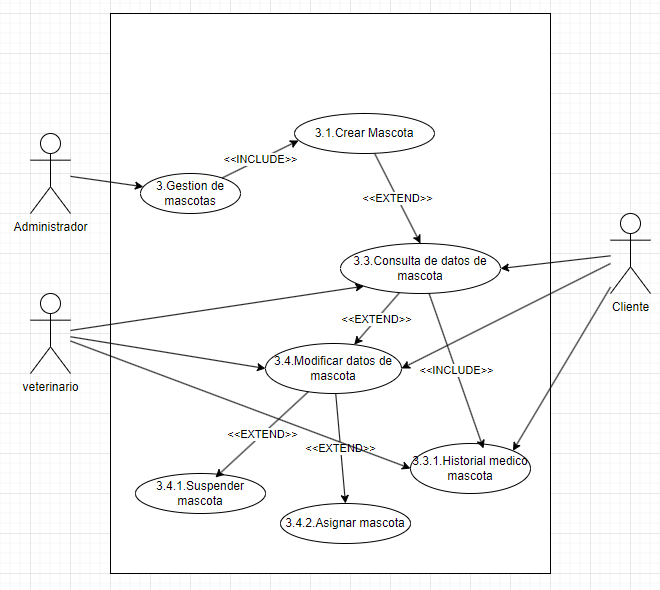 3.1.Crear Mascota
<<INCLUDE>>
3.Gestion de
mascotas
Administrador
<<EXTEND>>
3.3.Consulta de datos de
mascota
Cliente
<<EXTEND>>
veterinario
3.4.Modificar datos de
mascota
<<INCLUDE>>
<<EXTEND>>
<<EXTEND>>
3.3.1.Historial medico
mascota
3.4.1.Suspender
mascota
3.4.2.Asignar mascota